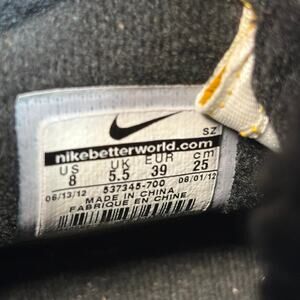 SZ
nikebetterworld.com
US UK EUR cm
8 5.5 39 25
06/13/12 537345-700 08/01/12
MADE IN CHINA
FABRIQUE EN CHINE